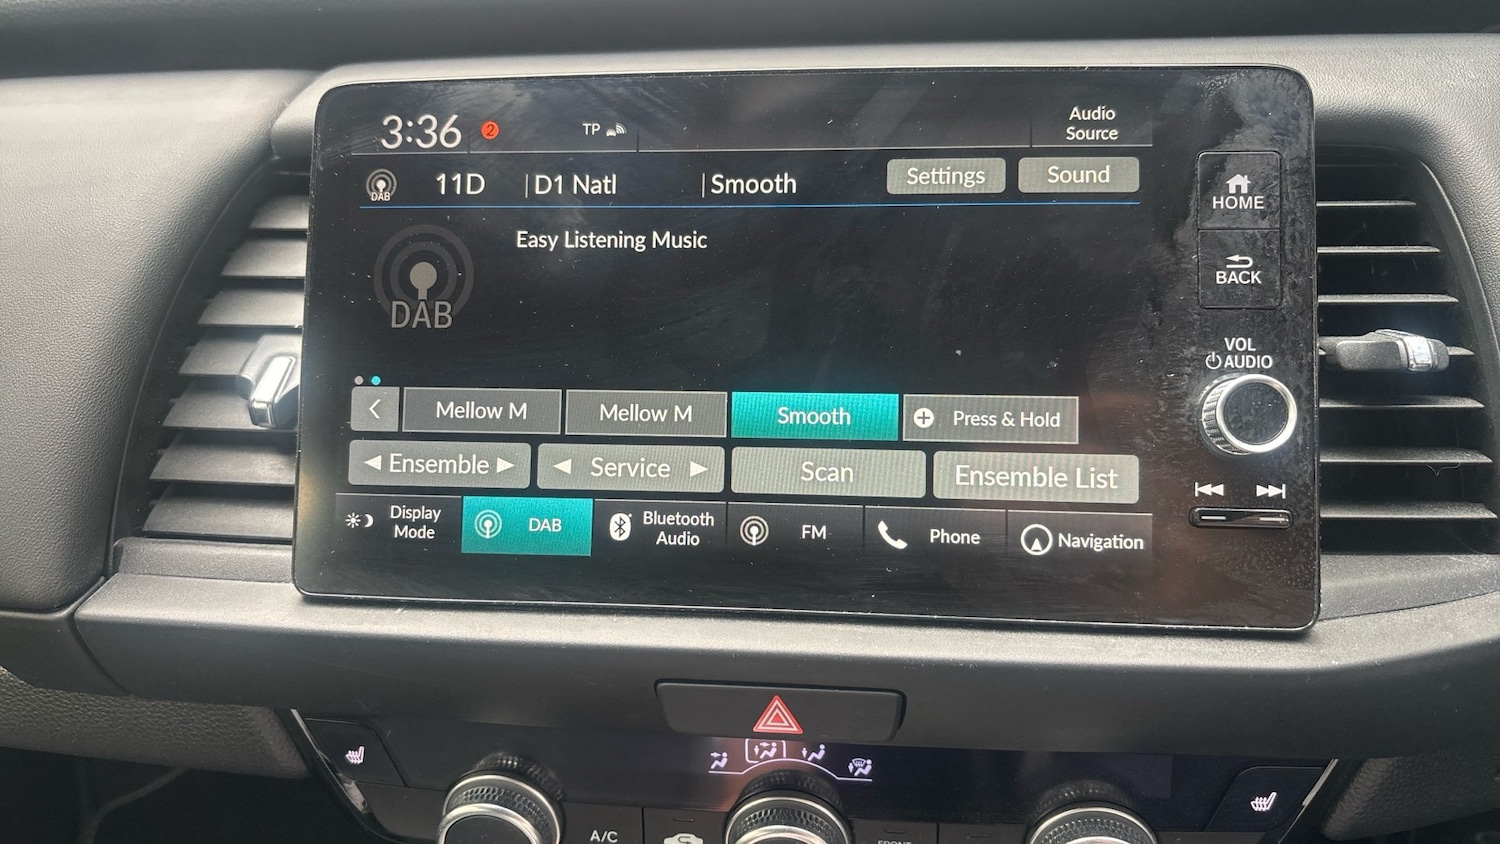 3:36
2
TP
Audio
Source
DAB
11D
D1 Natl
Smooth
Settings
Sound
HOME
Easy Listening Music
DAB
BACK
VOL
AUDIO
Mellow M
Mellow M
Smooth
Press & Hold
Ensemble
Service
Scan
Ensemble List
Display
Mode
DAB
Bluetooth
Audio
FM
Phone
Navigation
A/C